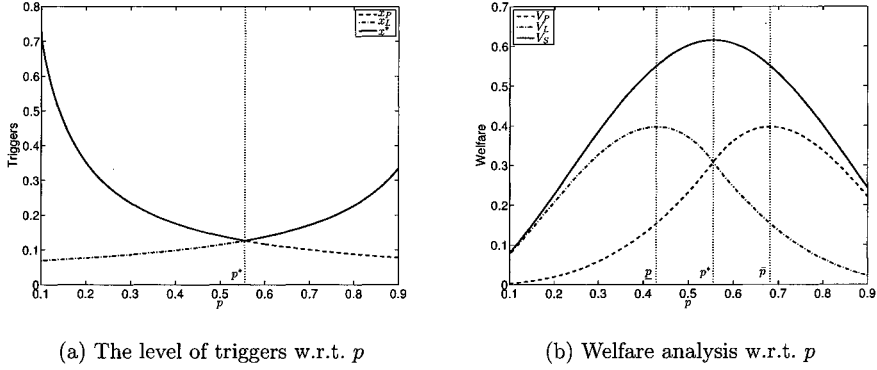 0.8
0.7
0.6
0.5
0.4
0.3
0.2
0.1
0
Triggers
x_P
x_L
x*
p*
0.1 0.2 0.3 0.4 0.5 0.6 0.7 0.8 0.9
p
(a) The level of triggers w.r.t. p
0.7
0.6
0.5
0.4
0.3
0.2
0.1
0
Welfare
V_P
V_L
V_S
p p* p̄
0.1 0.2 0.3 0.4 0.5 0.6 0.7 0.8 0.9
p
(b) Welfare analysis w.r.t. p